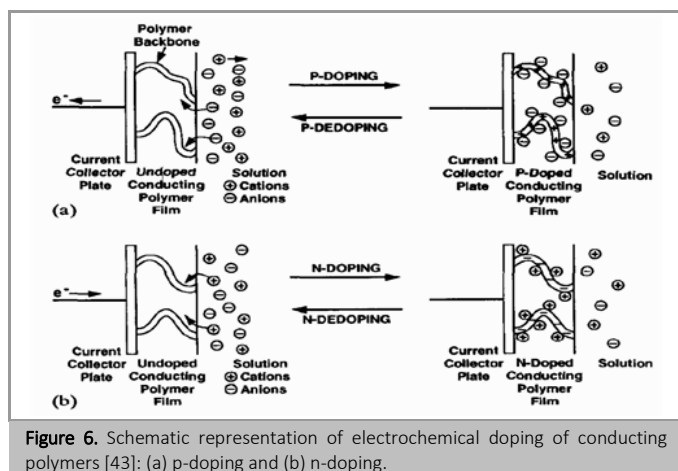 Polymer
Backbone
e⁻
P-DOPING
P-DEDOPING
Current
Collector
Plate
Undoped
Conducting
Polymer
Film
Solution
⊕ Cations
⊖ Anions
Current
Collector
Plate
P-Doped
Conducting
Polymer
Film
Solution
(a)
e⁻
N-DOPING
N-DEDOPING
Current
Collector
Plate
Undoped
Conducting
Polymer
Film
Solution
⊕ Cations
⊖ Anions
Current
Collector
Plate
N-Doped
Conducting
Polymer
Film
Solution
(b)
Figure 6. Schematic representation of electrochemical doping of conducting
polymers [43]: (a) p-doping and (b) n-doping.